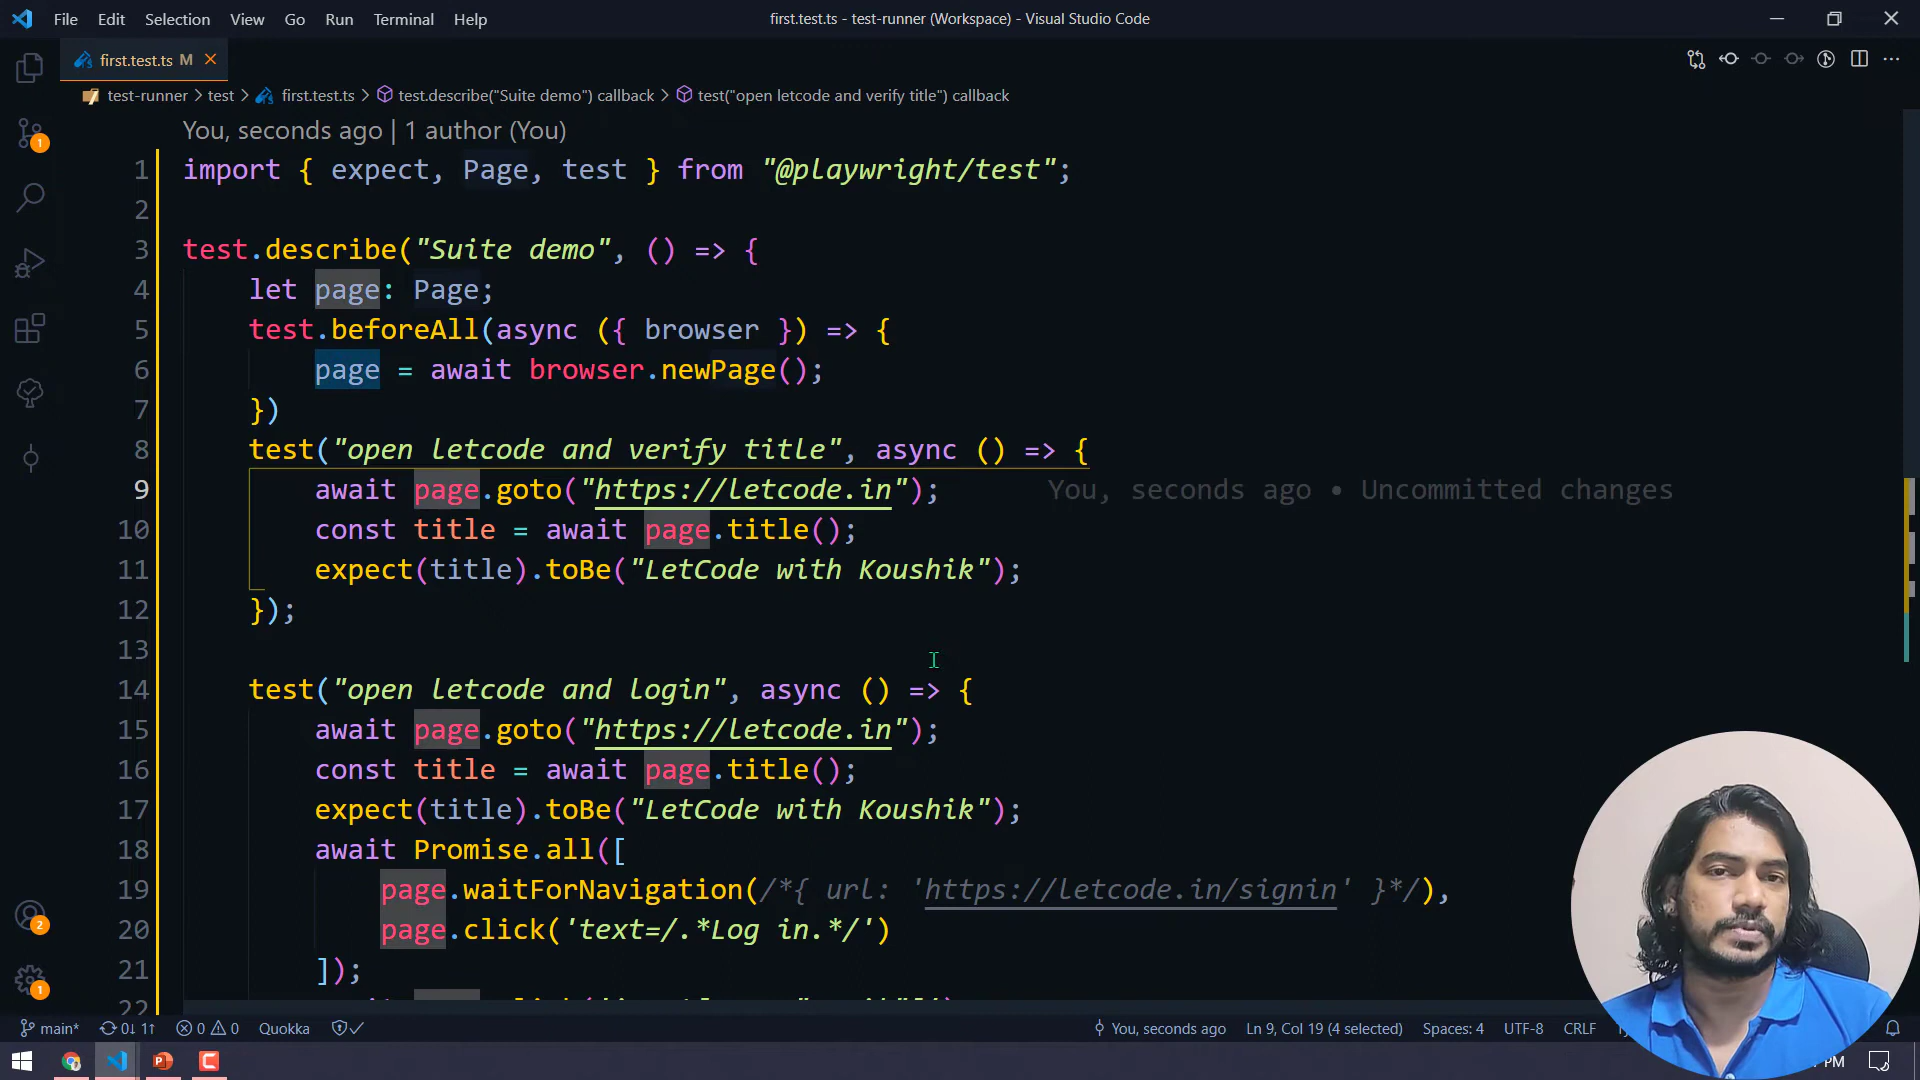 File Edit Selection View Go Run Terminal Help
first.test.ts - test-runner (Workspace) - Visual Studio Code
first.test.ts M
test-runner > test > first.test.ts > test.describe("Suite demo") callback > test("open letcode and verify title") callback
You, seconds ago | 1 author (You)
1 import { expect, Page, test } from "@playwright/test";
2
3 test.describe("Suite demo", () => {
4 let page: Page;
5 test.beforeAll(async ({ browser }) => {
6 page = await browser.newPage();
7 })
8 test("open letcode and verify title", async () => {
9 await page.goto("https://letcode.in"); You, seconds ago • Uncommitted changes
10 const title = await page.title();
11 expect(title).toBe("LetCode with Koushik");
12 });
13
14 test("open letcode and login", async () => {
15 await page.goto("https://letcode.in");
16 const title = await page.title();
17 expect(title).toBe("LetCode with Koushik");
18 await Promise.all([
19 page.waitForNavigation(/*{ url: 'https://letcode.in/signin' }*/),
20 page.click('text=/.*Log in.*/')
21 ]);
22
1
2
1
main* 0↓ 1↑ 0 0 Quokka You, seconds ago Ln 9, Col 19 (4 selected) Spaces: 4 UTF-8 CRLF
PM